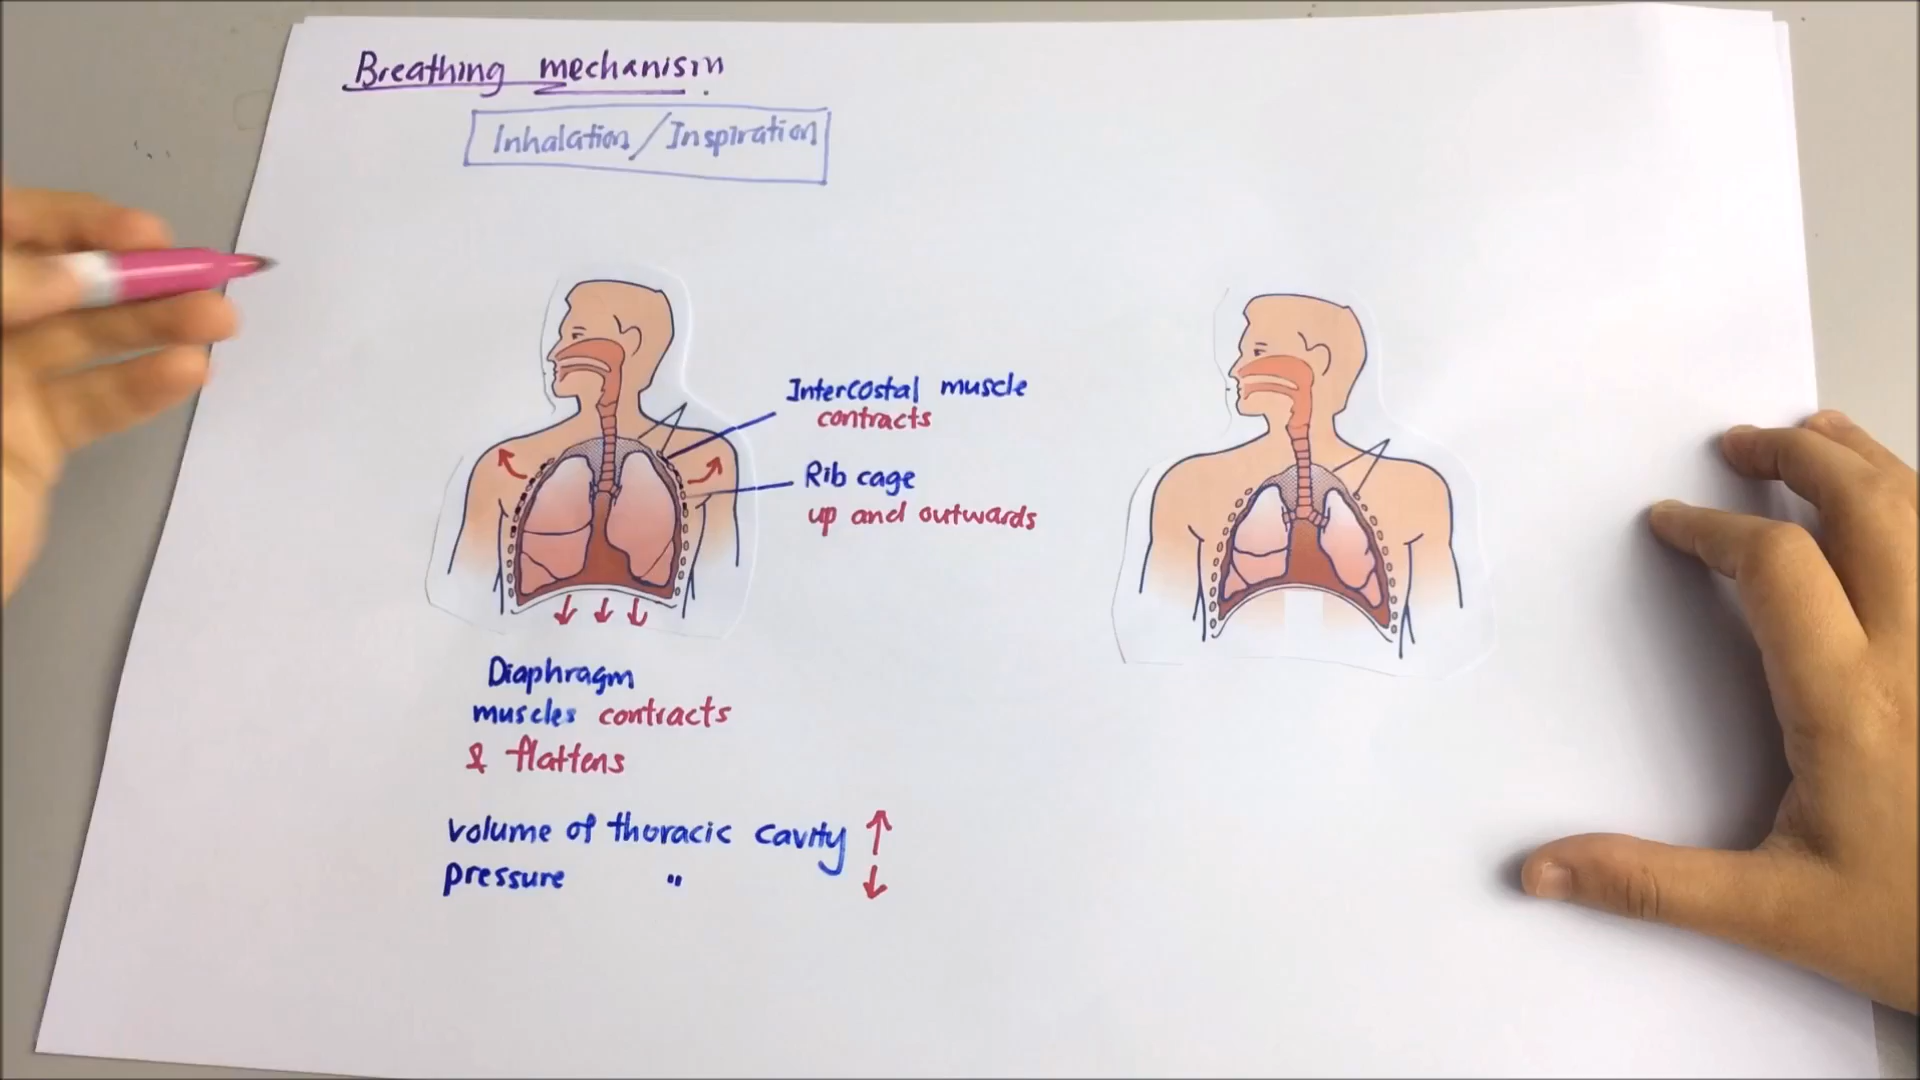 Breathing mechanism
Inhalation/Inspiration
Intercostal muscle
contracts
Rib cage
up and outwards
Diaphragm
muscles contracts
& flattens
volume of thoracic cavity ↑
pressure " ↓